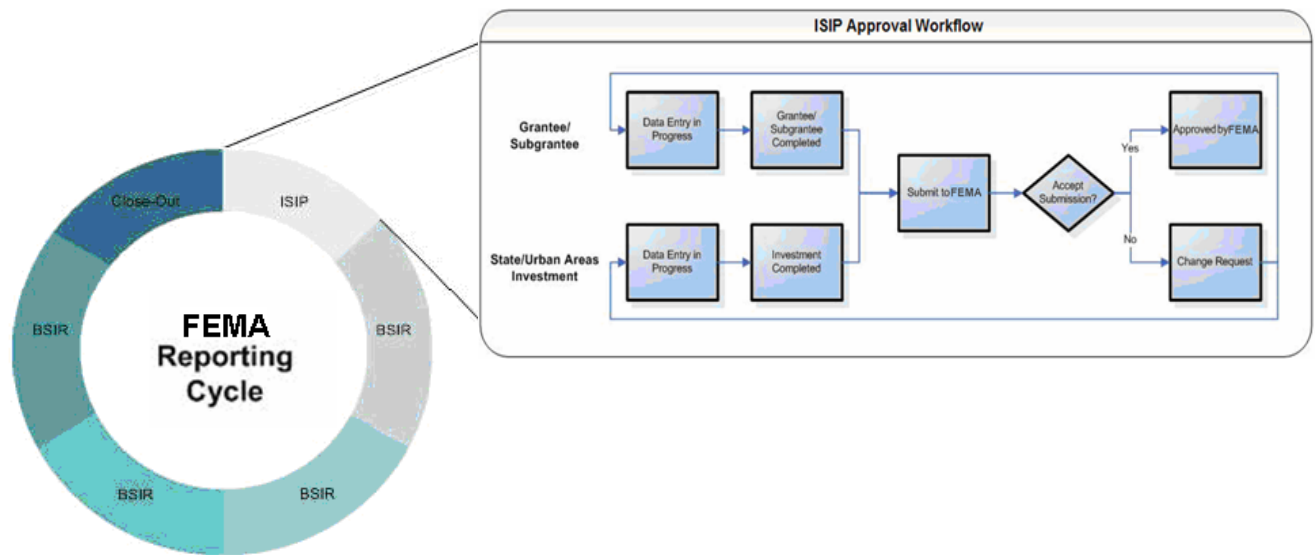 ISIP Approval Workflow
Grantee/
Subgrantee
Data Entry in
Progress
Grantee/
Subgrantee
Completed
Submit to FEMA
Accept
Submission?
Yes
No
Approved by FEMA
State/Urban Areas
Investment
Data Entry in
Progress
Investment
Completed
Change Request
Close-Out
ISIP
BSIR
BSIR
FEMA
Reporting
Cycle
BSIR
BSIR